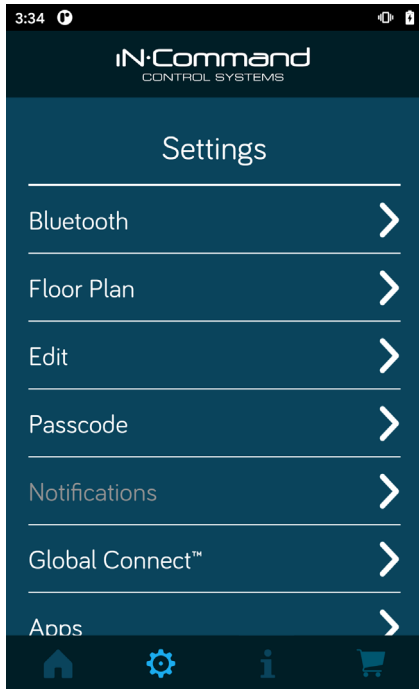 3:34
iN·Command
CONTROL SYSTEMS
Settings
Bluetooth
Floor Plan
Edit
Passcode
Notifications
Global Connect™
Apps